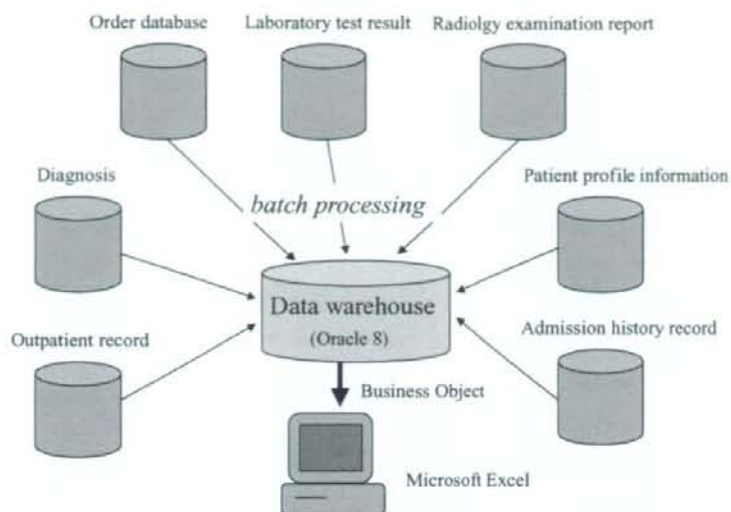 Order database
Laboratory test result
Radiolgy examination report
Diagnosis
batch processing
Patient profile information
Data warehouse
(Oracle 8)
Outpatient record
Admission history record
Business Object
Microsoft Excel